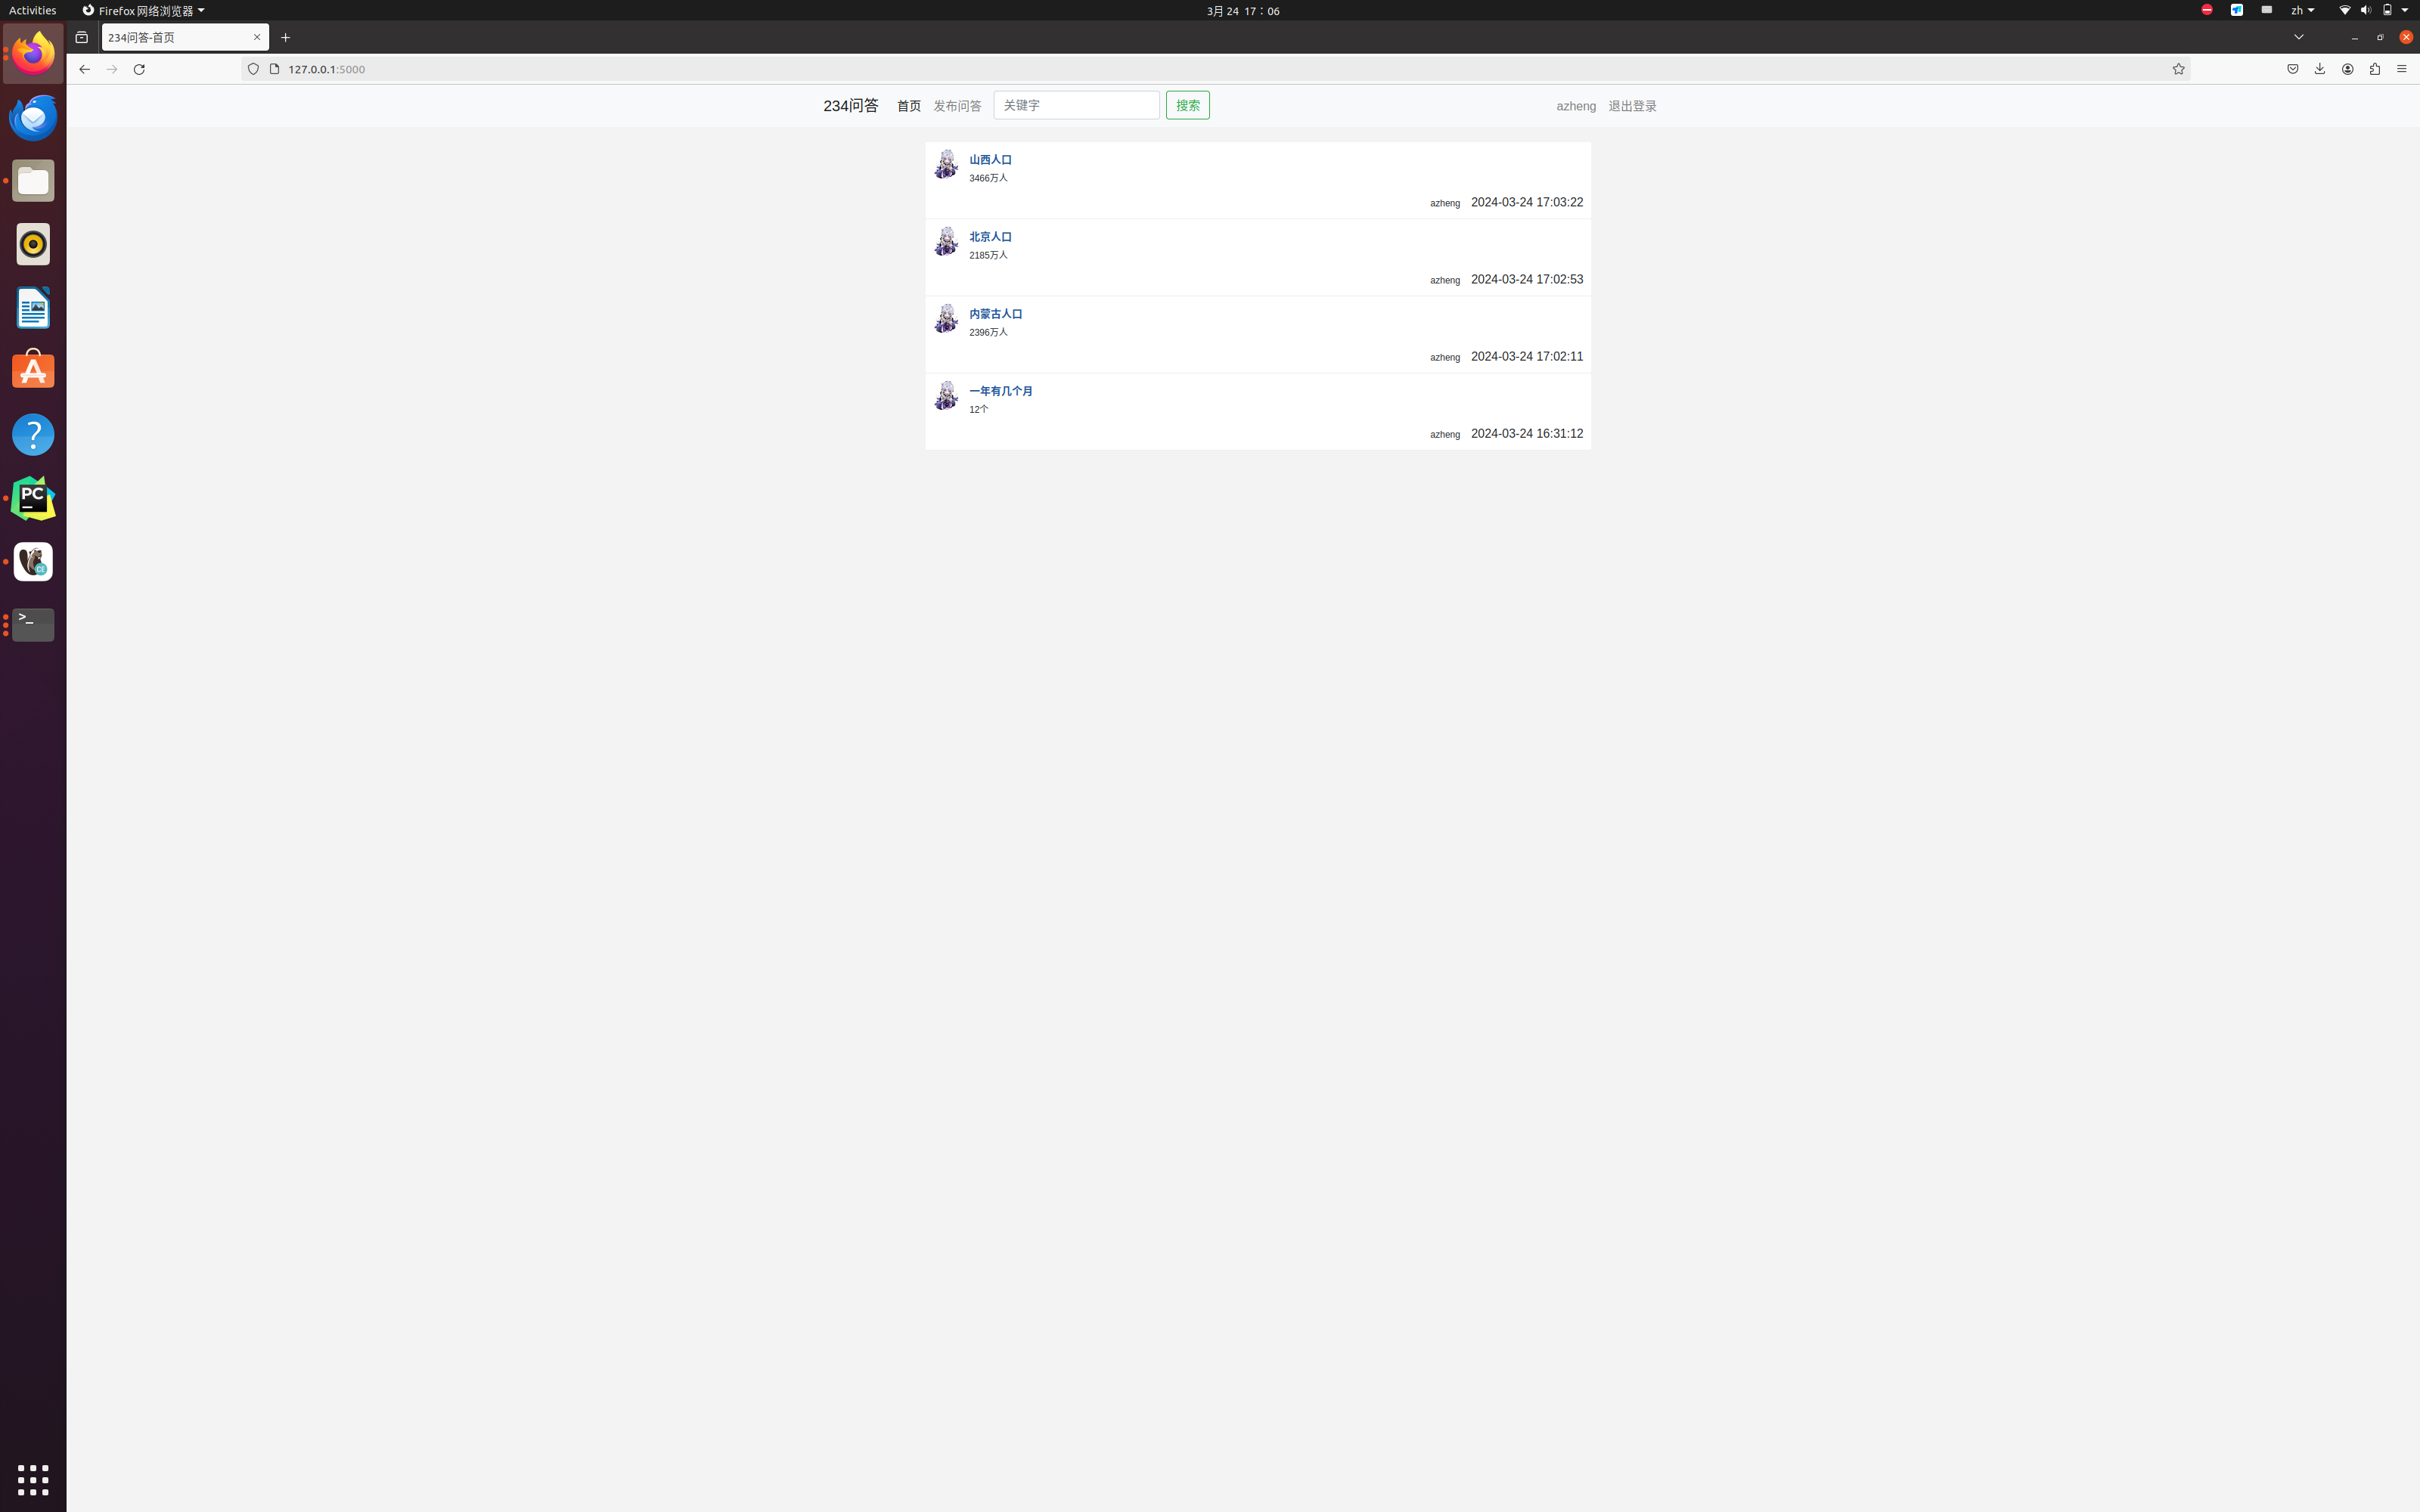 Activities Firefox 网络浏览器 3月 24 17：06 zh
234问答-首页
127.0.0.1:5000
234问答 首页 发布问答 关键字 搜索 azheng 退出登录
山西人口
3466万人
azheng 2024-03-24 17:03:22
北京人口
2185万人
azheng 2024-03-24 17:02:53
内蒙古人口
2396万人
azheng 2024-03-24 17:02:11
一年有几个月
12个
azheng 2024-03-24 16:31:12
PC
>_